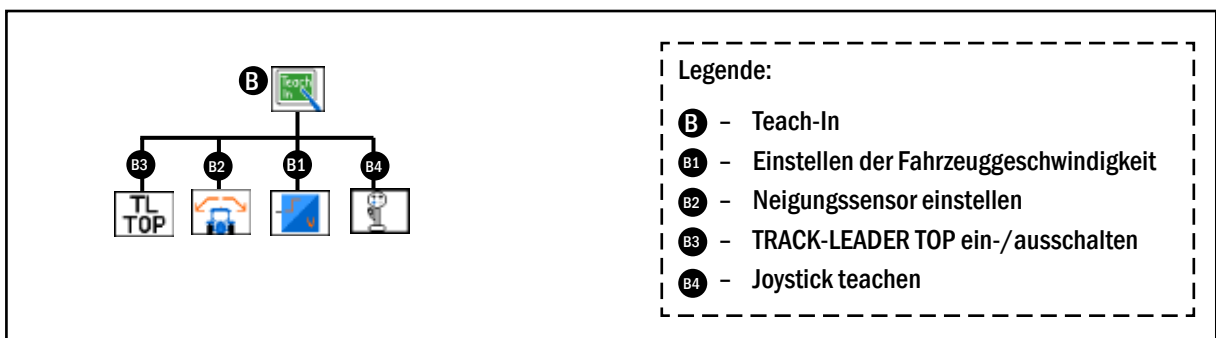 B
Teach
In
B3
B2
B1
B4
TL
TOP
Legende:
B – Teach-In
B1 – Einstellen der Fahrzeuggeschwindigkeit
B2 – Neigungssensor einstellen
B3 – TRACK-LEADER TOP ein-/ausschalten
B4 – Joystick teachen